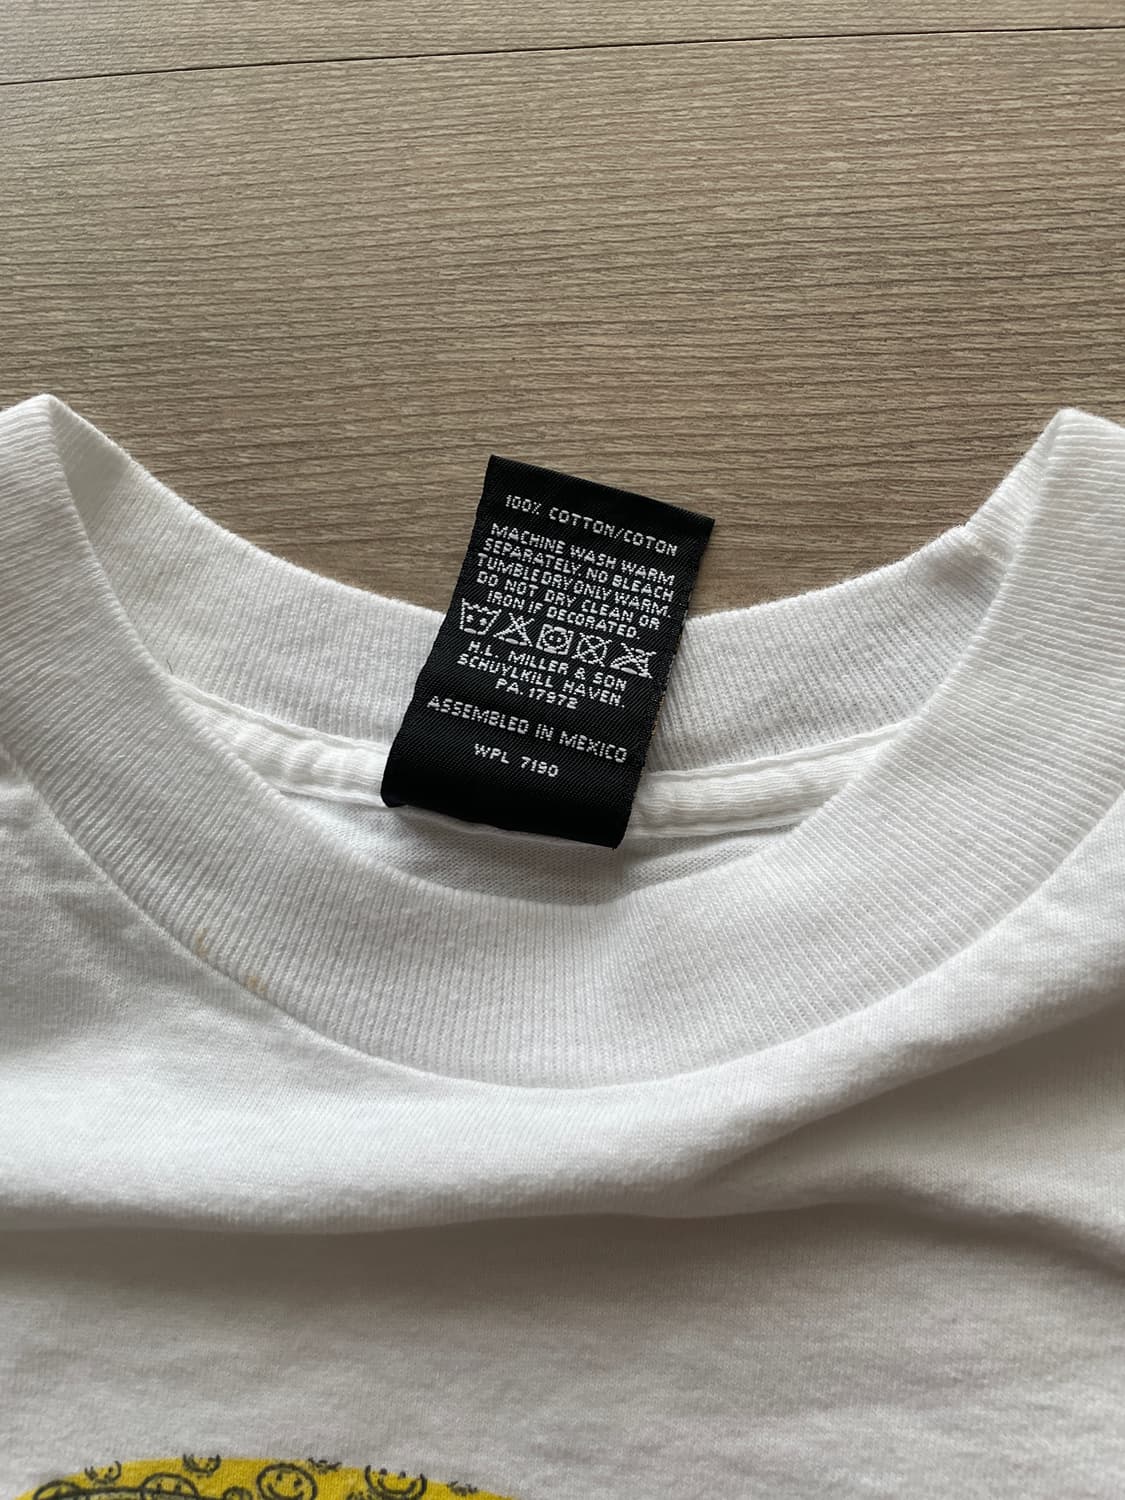 100% COTTON/COTON
MACHINE WASH WARM
SEPARATELY. NO BLEACH
TUMBLE DRY ONLY WARM.
DO NOT DRY CLEAN OR
IRON IF DECORATED.
H.L. MILLER & SON
SCHUYLKILL HAVEN.
PA. 17972
ASSEMBLED IN MEXICO
WPL 7190